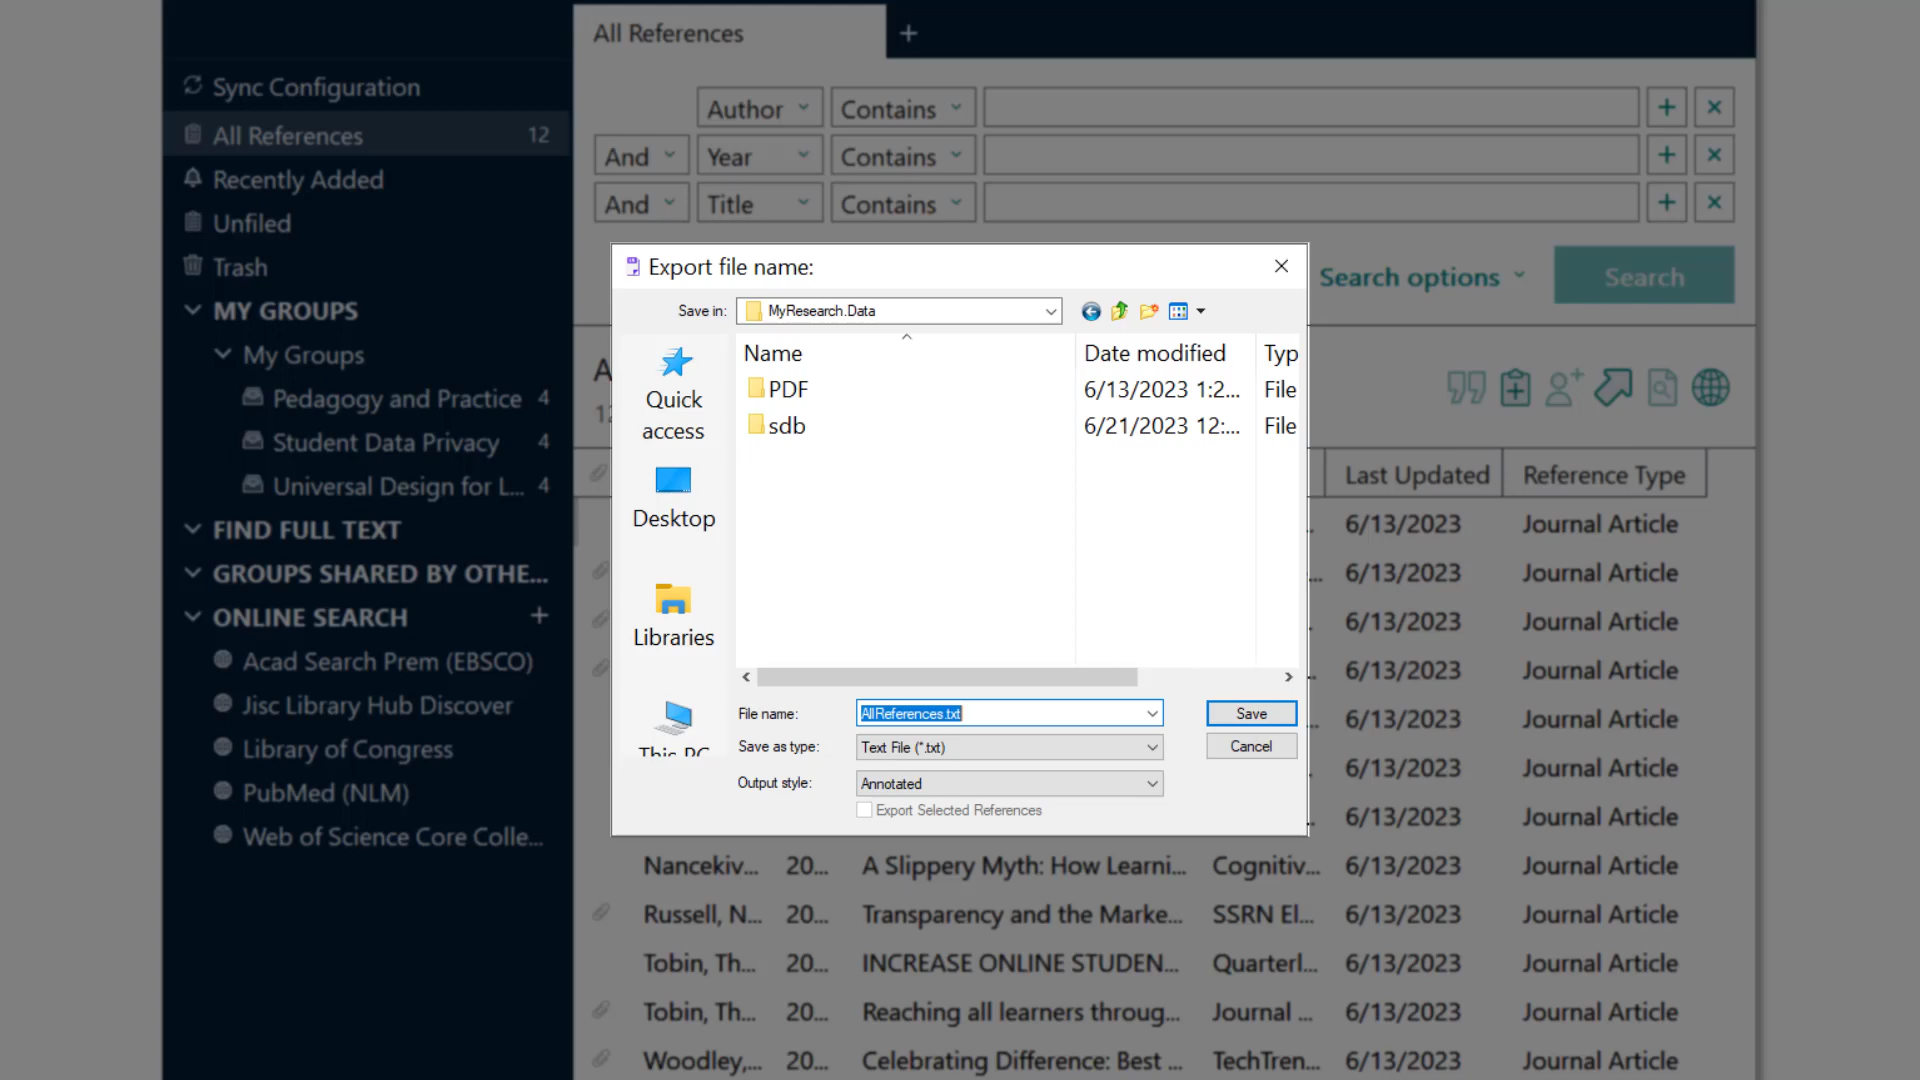 All References
Sync Configuration
All References 12
Recently Added
Unfiled
Trash
MY GROUPS
My Groups
Pedagogy and Practice 4
Student Data Privacy 4
Universal Design for L... 4
FIND FULL TEXT
GROUPS SHARED BY OTHE...
ONLINE SEARCH +
Acad Search Prem (EBSCO)
Jisc Library Hub Discover
Library of Congress
PubMed (NLM)
Web of Science Core Colle...
Author Contains
And Year Contains
And Title Contains
Search options Search
Export file name:
Save in: MyResearch.Data
Name Date modified Typ
PDF 6/13/2023 1:2... File
sdb 6/21/2023 12:... File
Quick
access
Desktop
Libraries
This PC
File name: AllReferences.txt Save
Save as type: Text File (*.txt) Cancel
Output style: Annotated
Export Selected References
Last Updated Reference Type
6/13/2023 Journal Article
6/13/2023 Journal Article
6/13/2023 Journal Article
6/13/2023 Journal Article
6/13/2023 Journal Article
6/13/2023 Journal Article
6/13/2023 Journal Article
Nancekiv... 20... A Slippery Myth: How Learni... Cognitiv... 6/13/2023 Journal Article
Russell, N... 20... Transparency and the Marke... SSRN El... 6/13/2023 Journal Article
Tobin, Th... 20... INCREASE ONLINE STUDEN... Quarterl... 6/13/2023 Journal Article
Tobin, Th... 20... Reaching all learners throug... Journal ... 6/13/2023 Journal Article
Woodley,... 20... Celebrating Difference: Best ... TechTren... 6/13/2023 Journal Article